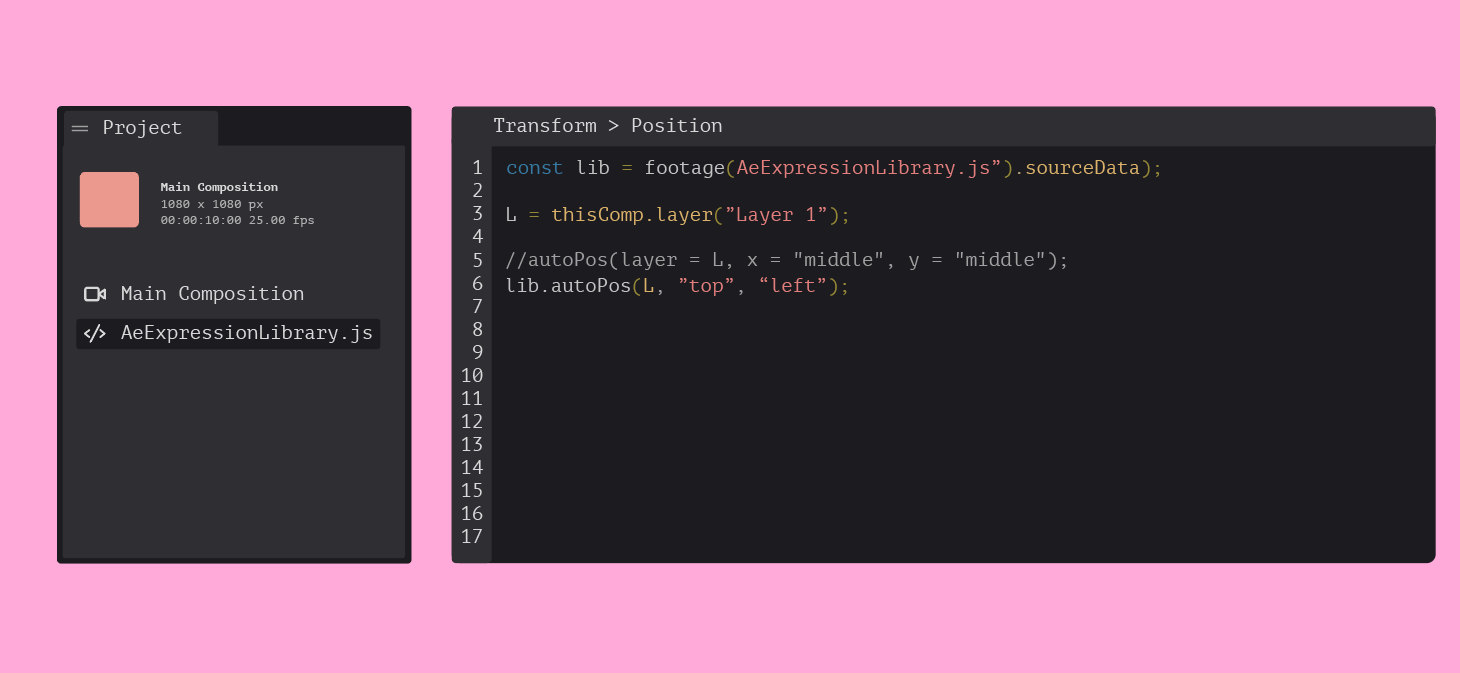 Project
Main Composition
1080 x 1080 px
00:00:10:00 25.00 fps
Main Composition
</> AeExpressionLibrary.js
Transform > Position
1 const lib = footage(AeExpressionLibrary.js”).sourceData);
2
3 L = thisComp.layer(”Layer 1”);
4
5 //autoPos(layer = L, x = "middle", y = "middle");
6 lib.autoPos(L, ”top”, “left”);
7
8
9
10
11
12
13
14
15
16
17